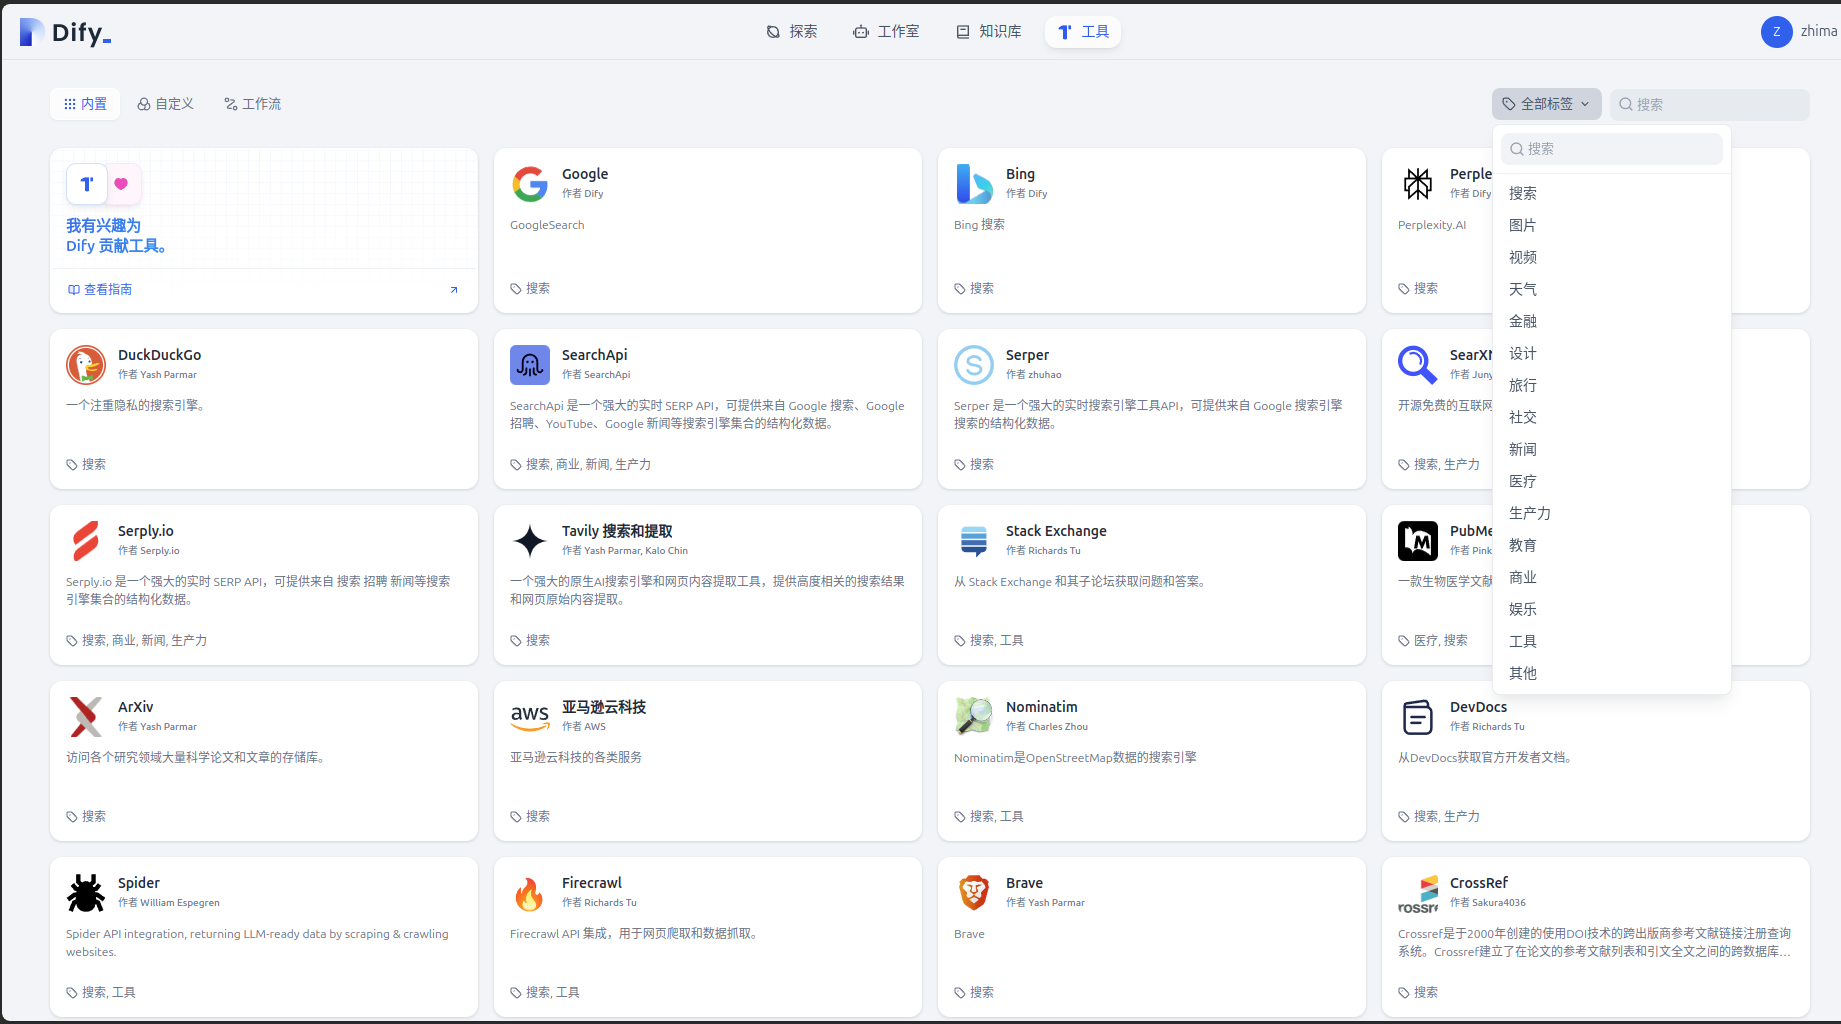 Dify_
探索
工作室
知识库
工具
Z
zhima
内置
自定义
工作流
全部标签
搜索
搜索
搜索
图片
视频
天气
金融
设计
旅行
社交
新闻
医疗
生产力
教育
商业
娱乐
工具
其他
我有兴趣为
Dify 贡献工具。
查看指南
Google
作者 Dify
GoogleSearch
搜索
Bing
作者 Dify
Bing 搜索
搜索
Perple
作者 Dify
Perplexity.AI
搜索
DuckDuckGo
作者 Yash Parmar
一个注重隐私的搜索引擎。
搜索
SearchApi
作者 SearchApi
SearchApi 是一个强大的实时 SERP API，可提供来自 Google 搜索、Google
招聘、YouTube、Google 新闻等搜索引擎集合的结构化数据。
搜索, 商业, 新闻, 生产力
Serper
作者 zhuhao
Serper 是一个强大的实时搜索引擎工具API，可提供来自 Google 搜索引擎
搜索的结构化数据。
搜索
SearX
作者 Juny
开源免费的互联网
搜索, 生产力
Serply.io
作者 Serply.io
Serply.io 是一个强大的实时 SERP API，可提供来自 搜索 招聘 新闻等搜索
引擎集合的结构化数据。
搜索, 商业, 新闻, 生产力
Tavily 搜索和提取
作者 Yash Parmar, Kalo Chin
一个强大的原生AI搜索引擎和网页内容提取工具，提供高度相关的搜索结果
和网页原始内容提取。
搜索
Stack Exchange
作者 Richards Tu
从 Stack Exchange 和其子论坛获取问题和答案。
搜索, 工具
M
PubMe
作者 Pink
一款生物医学文献
医疗, 搜索
ArXiv
作者 Yash Parmar
访问各个研究领域大量科学论文和文章的存储库。
搜索
aws
亚马逊云科技
作者 AWS
亚马逊云科技的各类服务
搜索
Nominatim
作者 Charles Zhou
Nominatim是OpenStreetMap数据的搜索引擎
搜索, 工具
DevDocs
作者 Richards Tu
从DevDocs获取官方开发者文档。
搜索, 生产力
Spider
作者 William Espegren
Spider API integration, returning LLM-ready data by scraping & crawling
websites.
搜索, 工具
Firecrawl
作者 Richards Tu
Firecrawl API 集成，用于网页爬取和数据抓取。
搜索, 工具
Brave
作者 Yash Parmar
Brave
搜索
rossr
CrossRef
作者 Sakura4036
Crossref是于2000年创建的使用DOI技术的跨出版商参考文献链接注册查询
系统。Crossref建立了在论文的参考文献列表和引文全文之间的跨数据库…
搜索